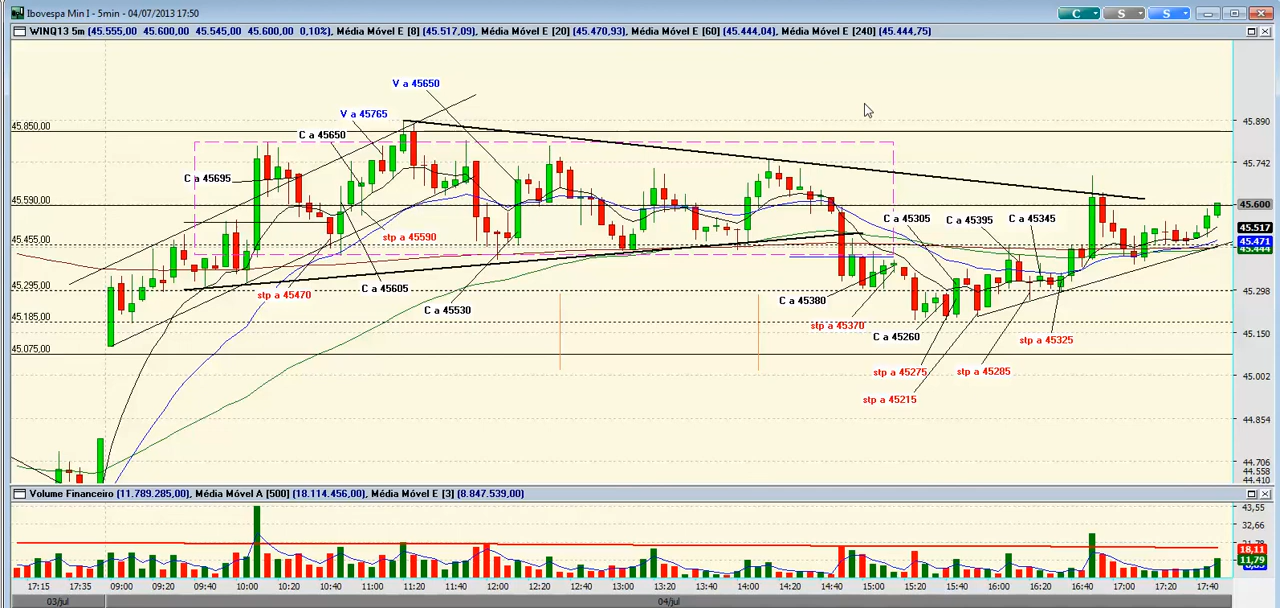 Ibovespa Min I - 5min - 04/07/2013 17:50
C S S
WINQ13 5m (45.555,00 45.600,00 45.545,00 45.600,00 0,10%), Média Móvel E [8] (45.517,09), Média Móvel E [20] (45.470,93), Média Móvel E [60] (45.444,04), Média Móvel E [240] (45.444,75)
V a 45650
V a 45765
45.850,00
45.890
C a 45650
45.742
C a 45695
45.590,00
45.600
C a 45305
C a 45395
C a 45345
45.517
stp a 45590
45.455,00
45.471
45.444
45.295,00
stp a 45470
C a 45605
45.298
C a 45380
C a 45530
45.185,00
stp a 45370
C a 45260
45.150
stp a 45325
45.075,00
stp a 45275
stp a 45285
45.002
stp a 45215
44.854
44.706
44.558
44.410
Volume Financeiro (11.789.285,00), Média Móvel A [500] (18.114.456,00), Média Móvel E [3] (8.847.539,00)
43,55
32,66
18,11
11,79
17:15 17:35 09:00 09:20 09:40 10:00 10:20 10:40 11:00 11:20 11:40 12:00 12:20 12:40 13:00 13:20 13:40 14:00 14:20 14:40 15:00 15:20 15:40 16:00 16:20 16:40 17:00 17:20 17:40
03/jul 04/jul